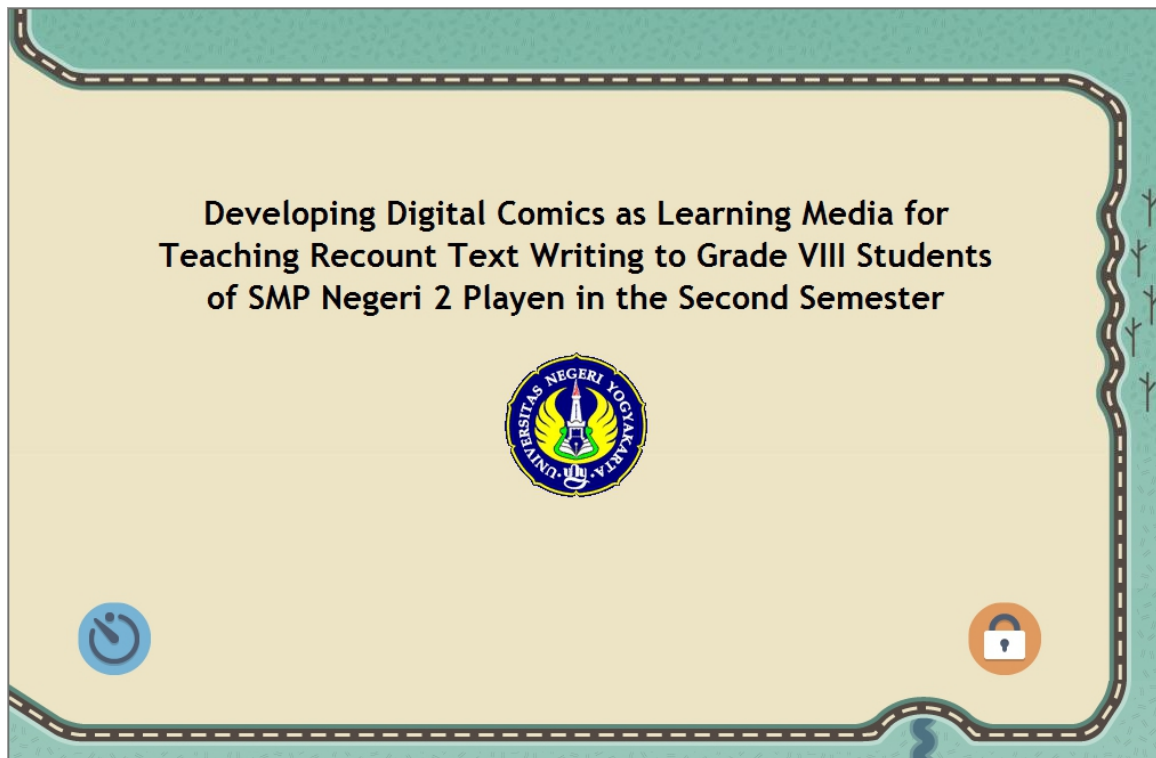 Developing Digital Comics as Learning Media for
Teaching Recount Text Writing to Grade VIII Students
of SMP Negeri 2 Playen in the Second Semester
UNIVERSITAS NEGERI YOGYAKARTA
uny